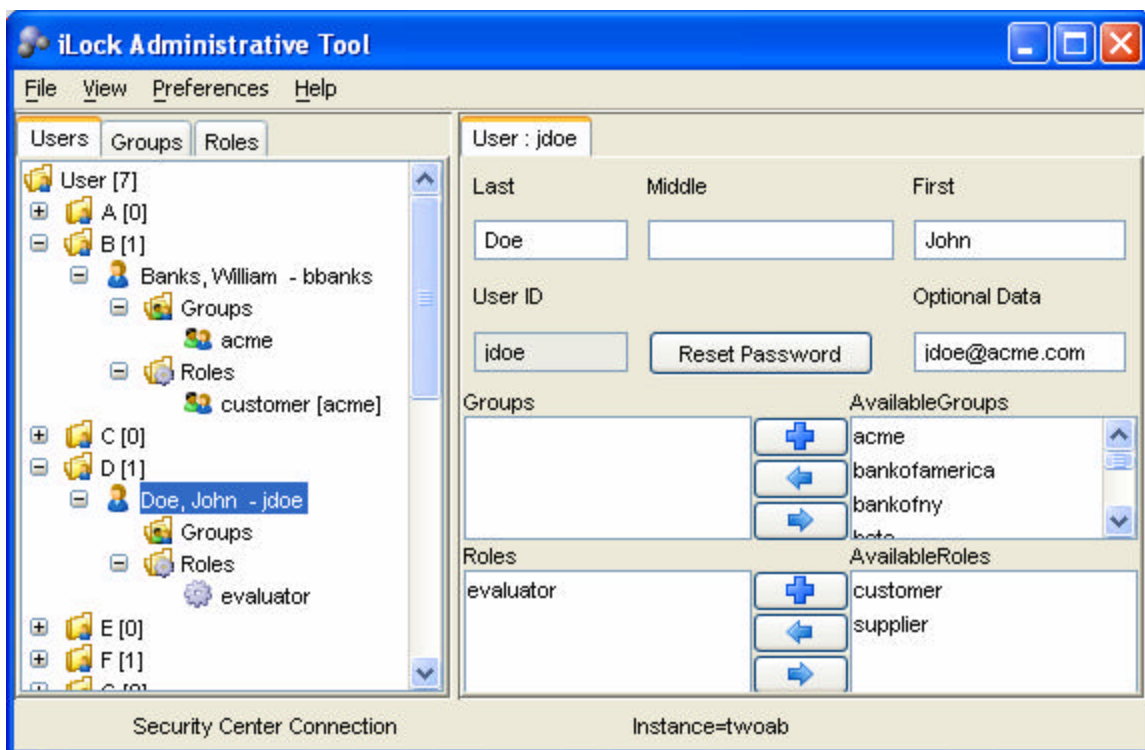 iLock Administrative Tool
File View Preferences Help
Users Groups Roles
User [7]
A [0]
B [1]
Banks, William - bbanks
Groups
acme
Roles
customer [acme]
C [0]
D [1]
Doe, John - jdoe
Groups
Roles
evaluator
E [0]
F [1]
User : jdoe
Last Middle First
Doe John
User ID Optional Data
jdoe Reset Password jdoe@acme.com
Groups AvailableGroups
acme
bankofamerica
bankofny
Roles AvailableRoles
evaluator customer
supplier
Security Center Connection Instance=twoab